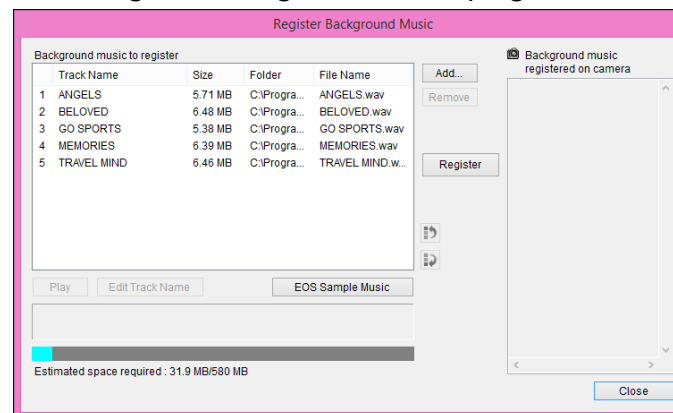 Register Background Music
Background music to register
Track Name Size Folder File Name
1 ANGELS 5.71 MB C:\Progra... ANGELS.wav
2 BELOVED 6.48 MB C:\Progra... BELOVED.wav
3 GO SPORTS 5.38 MB C:\Progra... GO SPORTS.wav
4 MEMORIES 6.39 MB C:\Progra... MEMORIES.wav
5 TRAVEL MIND 6.46 MB C:\Progra... TRAVEL MIND.w...
Add...
Remove
Register
Play Edit Track Name EOS Sample Music
Estimated space required : 31.9 MB/580 MB
Background music
registered on camera
Close